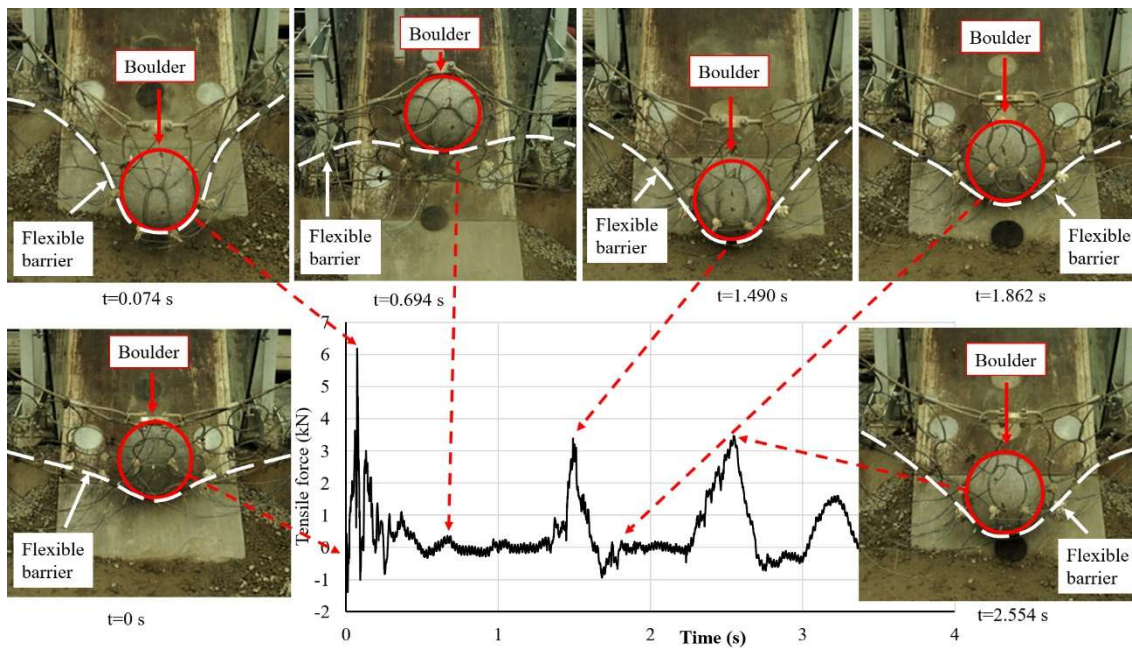 Boulder
Flexible
barrier
t=0.074 s
Boulder
Flexible
barrier
t=0.694 s
Boulder
Flexible
barrier
t=1.490 s
Boulder
Flexible
barrier
t=1.862 s
Boulder
Flexible
barrier
t=0 s
Tensile force (kN)
7
6
5
4
3
2
1
0
-1
-2
0
1
2
3
4
Time (s)
Boulder
Flexible
barrier
t=2.554 s